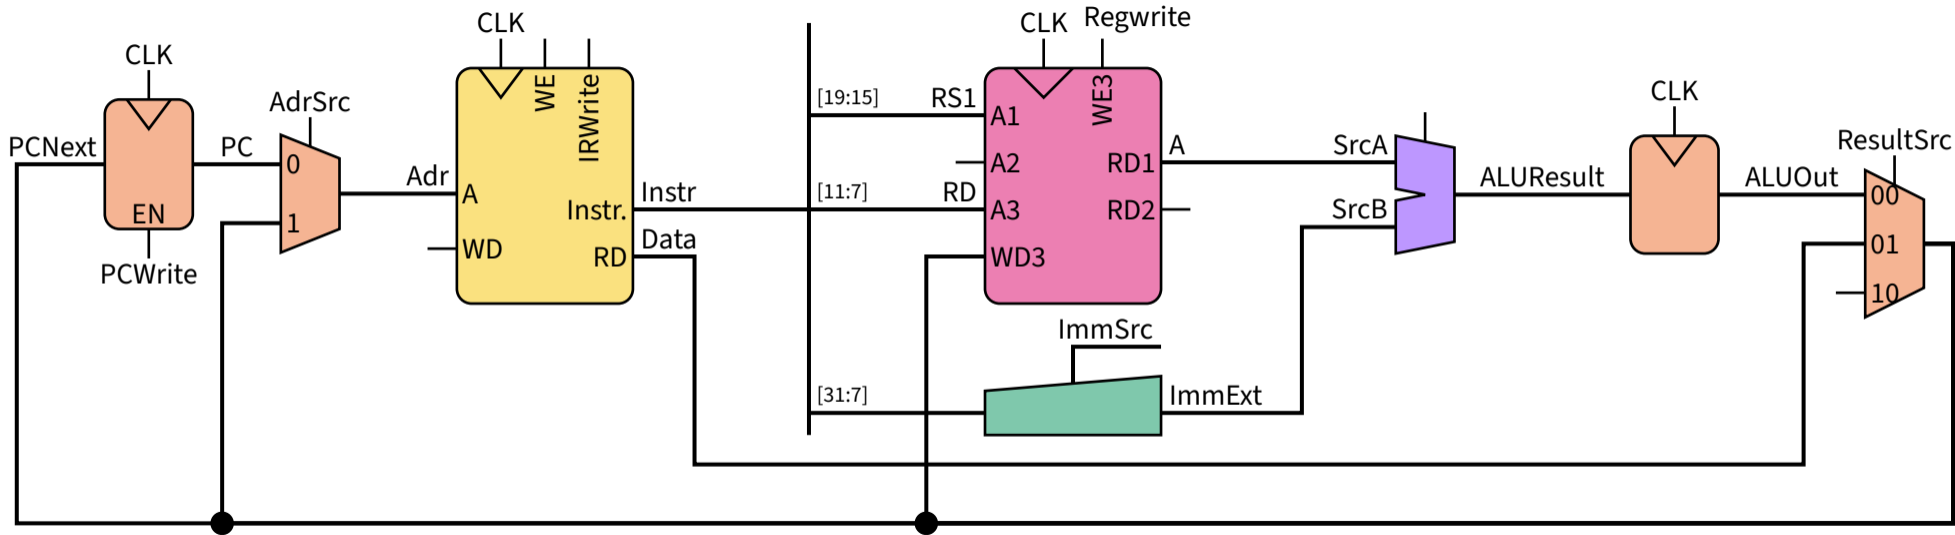 CLK
PCNext
EN
PCWrite
PC
AdrSrc
0
1
Adr
CLK
WE
IRWrite
A
WD
Instr.
RD
Instr
Data
[19:15]
RS1
[11:7]
RD
[31:7]
CLK
Regwrite
WE3
A1
A2
A3
WD3
RD1
RD2
A
ImmSrc
ImmExt
SrcA
SrcB
ALUResult
CLK
ALUOut
ResultSrc
00
01
10